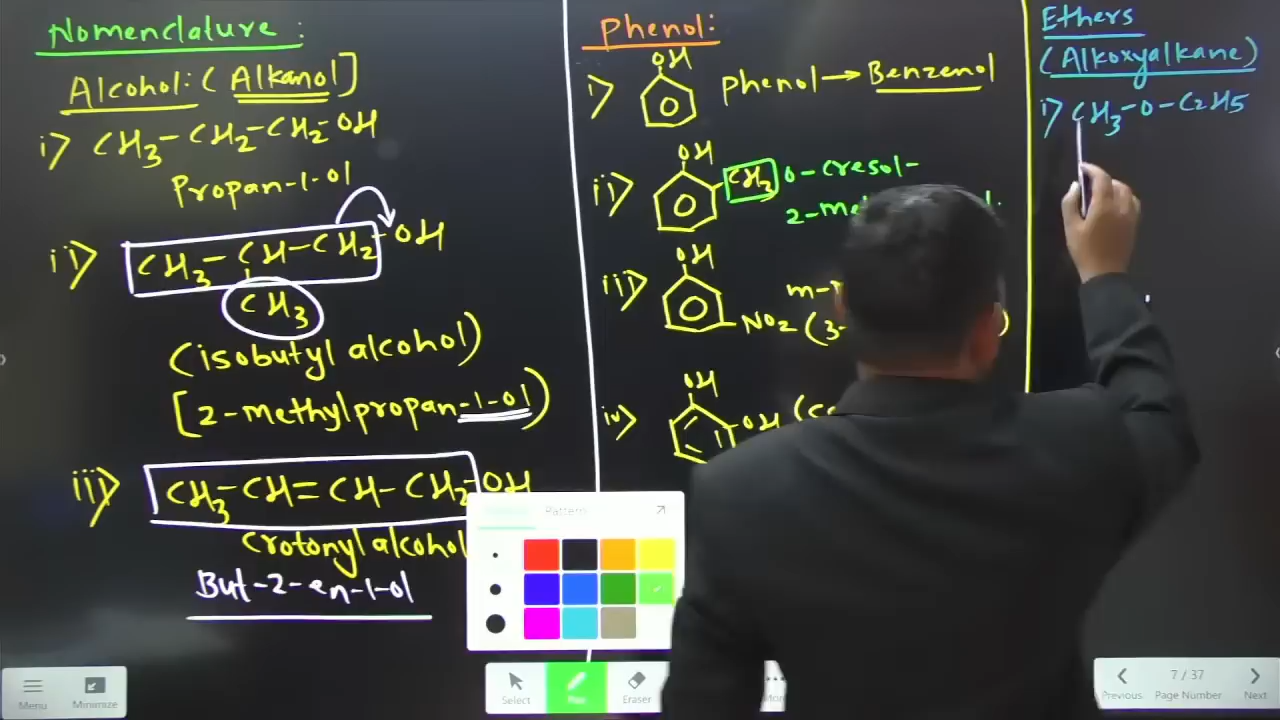 Nomenclature :
Alcohol: (Alkanol]
i) CH3-CH2-CH2-OH
Propan-1-ol
ii) CH3-CH-CH2-OH
CH3
(isobutyl alcohol)
[2-methylpropan-1-ol)
iii) CH3-CH=CH-CH2-OH
Crotonyl alcohol
But-2-en-1-ol
Phenol:
OH
i) phenol→Benzenol
OH
ii) CH3 o-cresol-
OH
iii) NO2 (3-
OH
iv) OH
Ethers
(Alkoxyalkane)
i) CH3-O-C2H5
Pattern
Select
Pen
Eraser
Menu
Minimize
Previous
7 / 37
Page Number
Next